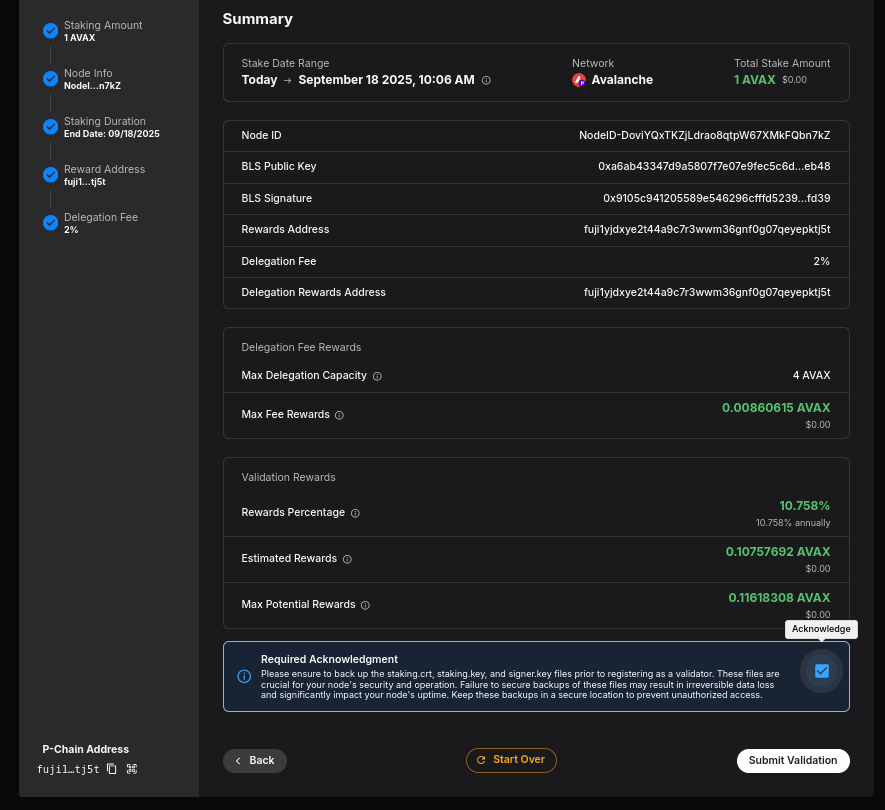 Staking Amount
1 AVAX
Node Info
NodeI...n7kZ
Staking Duration
End Date: 09/18/2025
Reward Address
fuji1...tj5t
Delegation Fee
2%
P-Chain Address
fuji1…tj5t
Summary
Stake Date Range
Today → September 18 2025, 10:06 AM
Network
Avalanche
Total Stake Amount
1 AVAX $0.00
Node ID NodeID-DoviYQxTKZjLdrao8qtpW67XMkFQbn7kZ
BLS Public Key 0xa6ab43347d9a5807f7e07e9fec5c6d...eb48
BLS Signature 0x9105c941205589e546296cfffd5239...fd39
Rewards Address fuji1yjdxye2t44a9c7r3wwm36gnf0g07qeyepktj5t
Delegation Fee 2%
Delegation Rewards Address fuji1yjdxye2t44a9c7r3wwm36gnf0g07qeyepktj5t
Delegation Fee Rewards
Max Delegation Capacity 4 AVAX
Max Fee Rewards 0.00860615 AVAX
$0.00
Validation Rewards
Rewards Percentage 10.758%
10.758% annually
Estimated Rewards 0.10757692 AVAX
$0.00
Max Potential Rewards 0.11618308 AVAX
$0.00
Acknowledge
Required Acknowledgment
Please ensure to back up the staking.crt, staking.key, and signer.key files prior to registering as a validator. These files are
crucial for your node's security and operation. Failure to secure backups of these files may result in irreversible data loss
and significantly impact your node's uptime. Keep these backups in a secure location to prevent unauthorized access.
Back
Start Over
Submit Validation